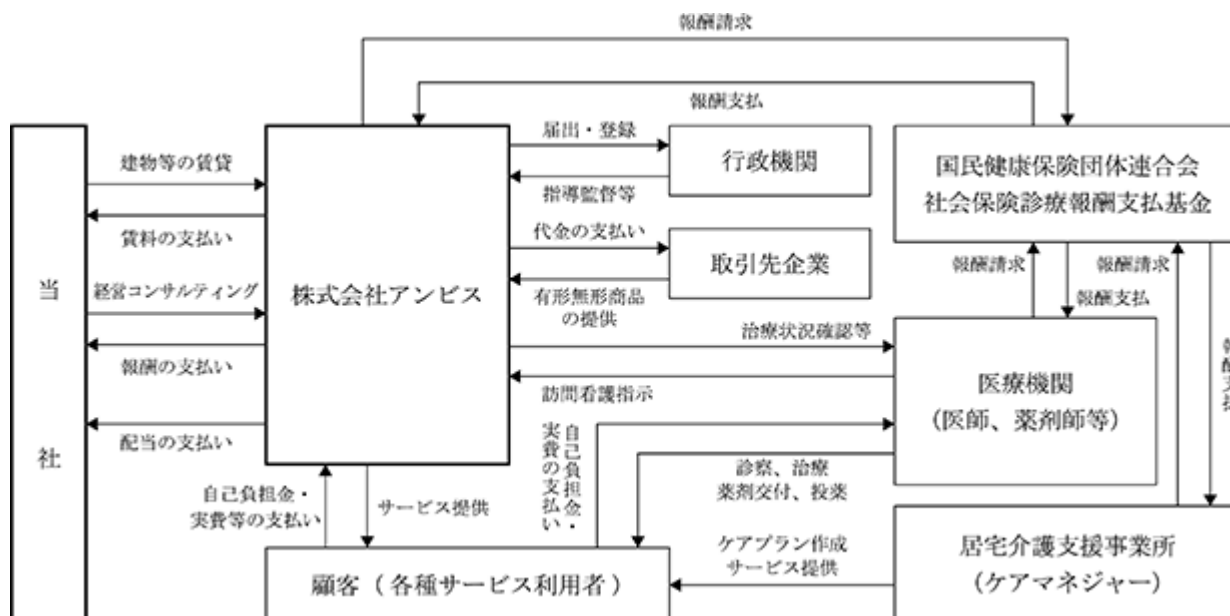 報酬請求
報酬支払
当社
建物等の賃貸
賃料の支払い
経営コンサルティング
報酬の支払い
配当の支払い
株式会社アンビス
届出・登録
指導監督等
行政機関
代金の支払い
有形無形商品
の提供
取引先企業
国民健康保険団体連合会
社会保険診療報酬支払基金
報酬請求
報酬支払
報酬請求
報酬支払
治療状況確認等
訪問看護指示
医療機関
(医師、薬剤師等)
自己負担金・
実費等の支払い
サービス提供
自己負担金・
実費の支払い
診察、治療
薬剤交付、投薬
ケアプラン作成
サービス提供
顧客(各種サービス利用者)
居宅介護支援事業所
(ケアマネジャー)